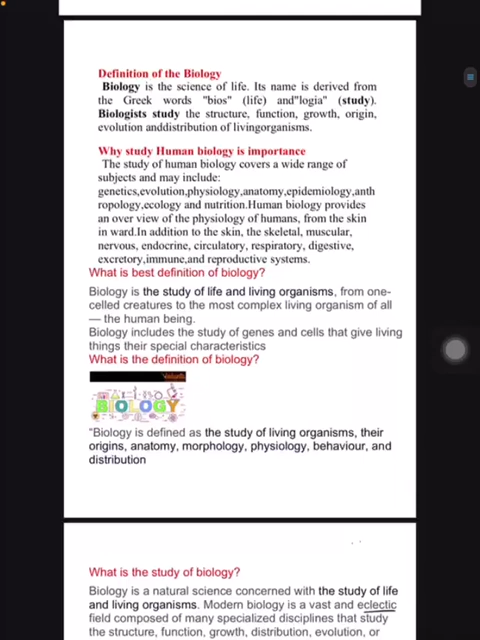 Definition of the Biology
Biology is the science of life. Its name is derived from
the Greek words "bios" (life) and"logia" (study).
Biologists study the structure, function, growth, origin,
evolution anddistribution of livingorganisms.
Why study Human biology is importance
The study of human biology covers a wide range of
subjects and may include:
genetics,evolution,physiology,anatomy,epidemiology,anth
ropology,ecology and nutrition.Human biology provides
an over view of the physiology of humans, from the skin
in ward.In addition to the skin, the skeletal, muscular,
nervous, endocrine, circulatory, respiratory, digestive,
excretory,immune,and reproductive systems.
What is best definition of biology?
Biology is the study of life and living organisms, from one-
celled creatures to the most complex living organism of all
— the human being.
Biology includes the study of genes and cells that give living
things their special characteristics
What is the definition of biology?
BIOLOGY
“Biology is defined as the study of living organisms, their
origins, anatomy, morphology, physiology, behaviour, and
distribution
What is the study of biology?
Biology is a natural science concerned with the study of life
and living organisms. Modern biology is a vast and eclectic
field composed of many specialized disciplines that study
the structure, function, growth, distribution, evolution, or